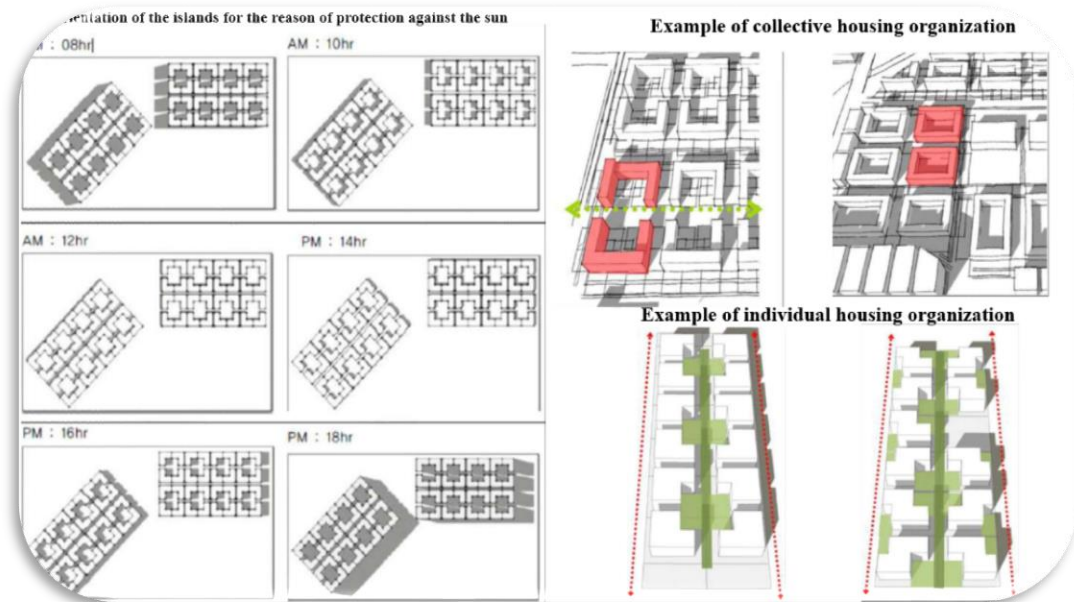 entation of the islands for the reason of protection against the sun
: 08hr
AM : 10hr
AM : 12hr
PM : 14hr
PM : 16hr
PM : 18hr
Example of collective housing organization
Example of individual housing organization